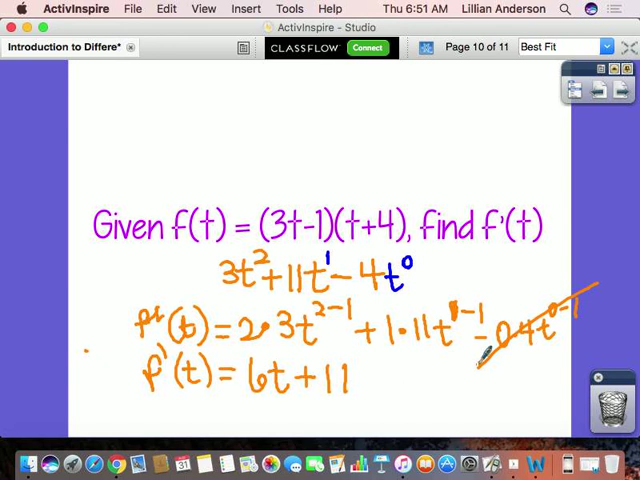 ActivInspire File Edit View Insert Tools Help Thu 6:51 AM Lillian Anderson
ActivInspire - Studio
Introduction to Differe* CLASSFLOW Connect Page 10 of 11 Best Fit
Given f(t) = (3t-1)(t+4), find f'(t)
3t² + 11t¹ - 4t⁰
f'(t) = 2•3t²⁻¹ + 1•11t¹⁻¹ - 0•4t⁰⁻¹
f'(t) = 6t + 11